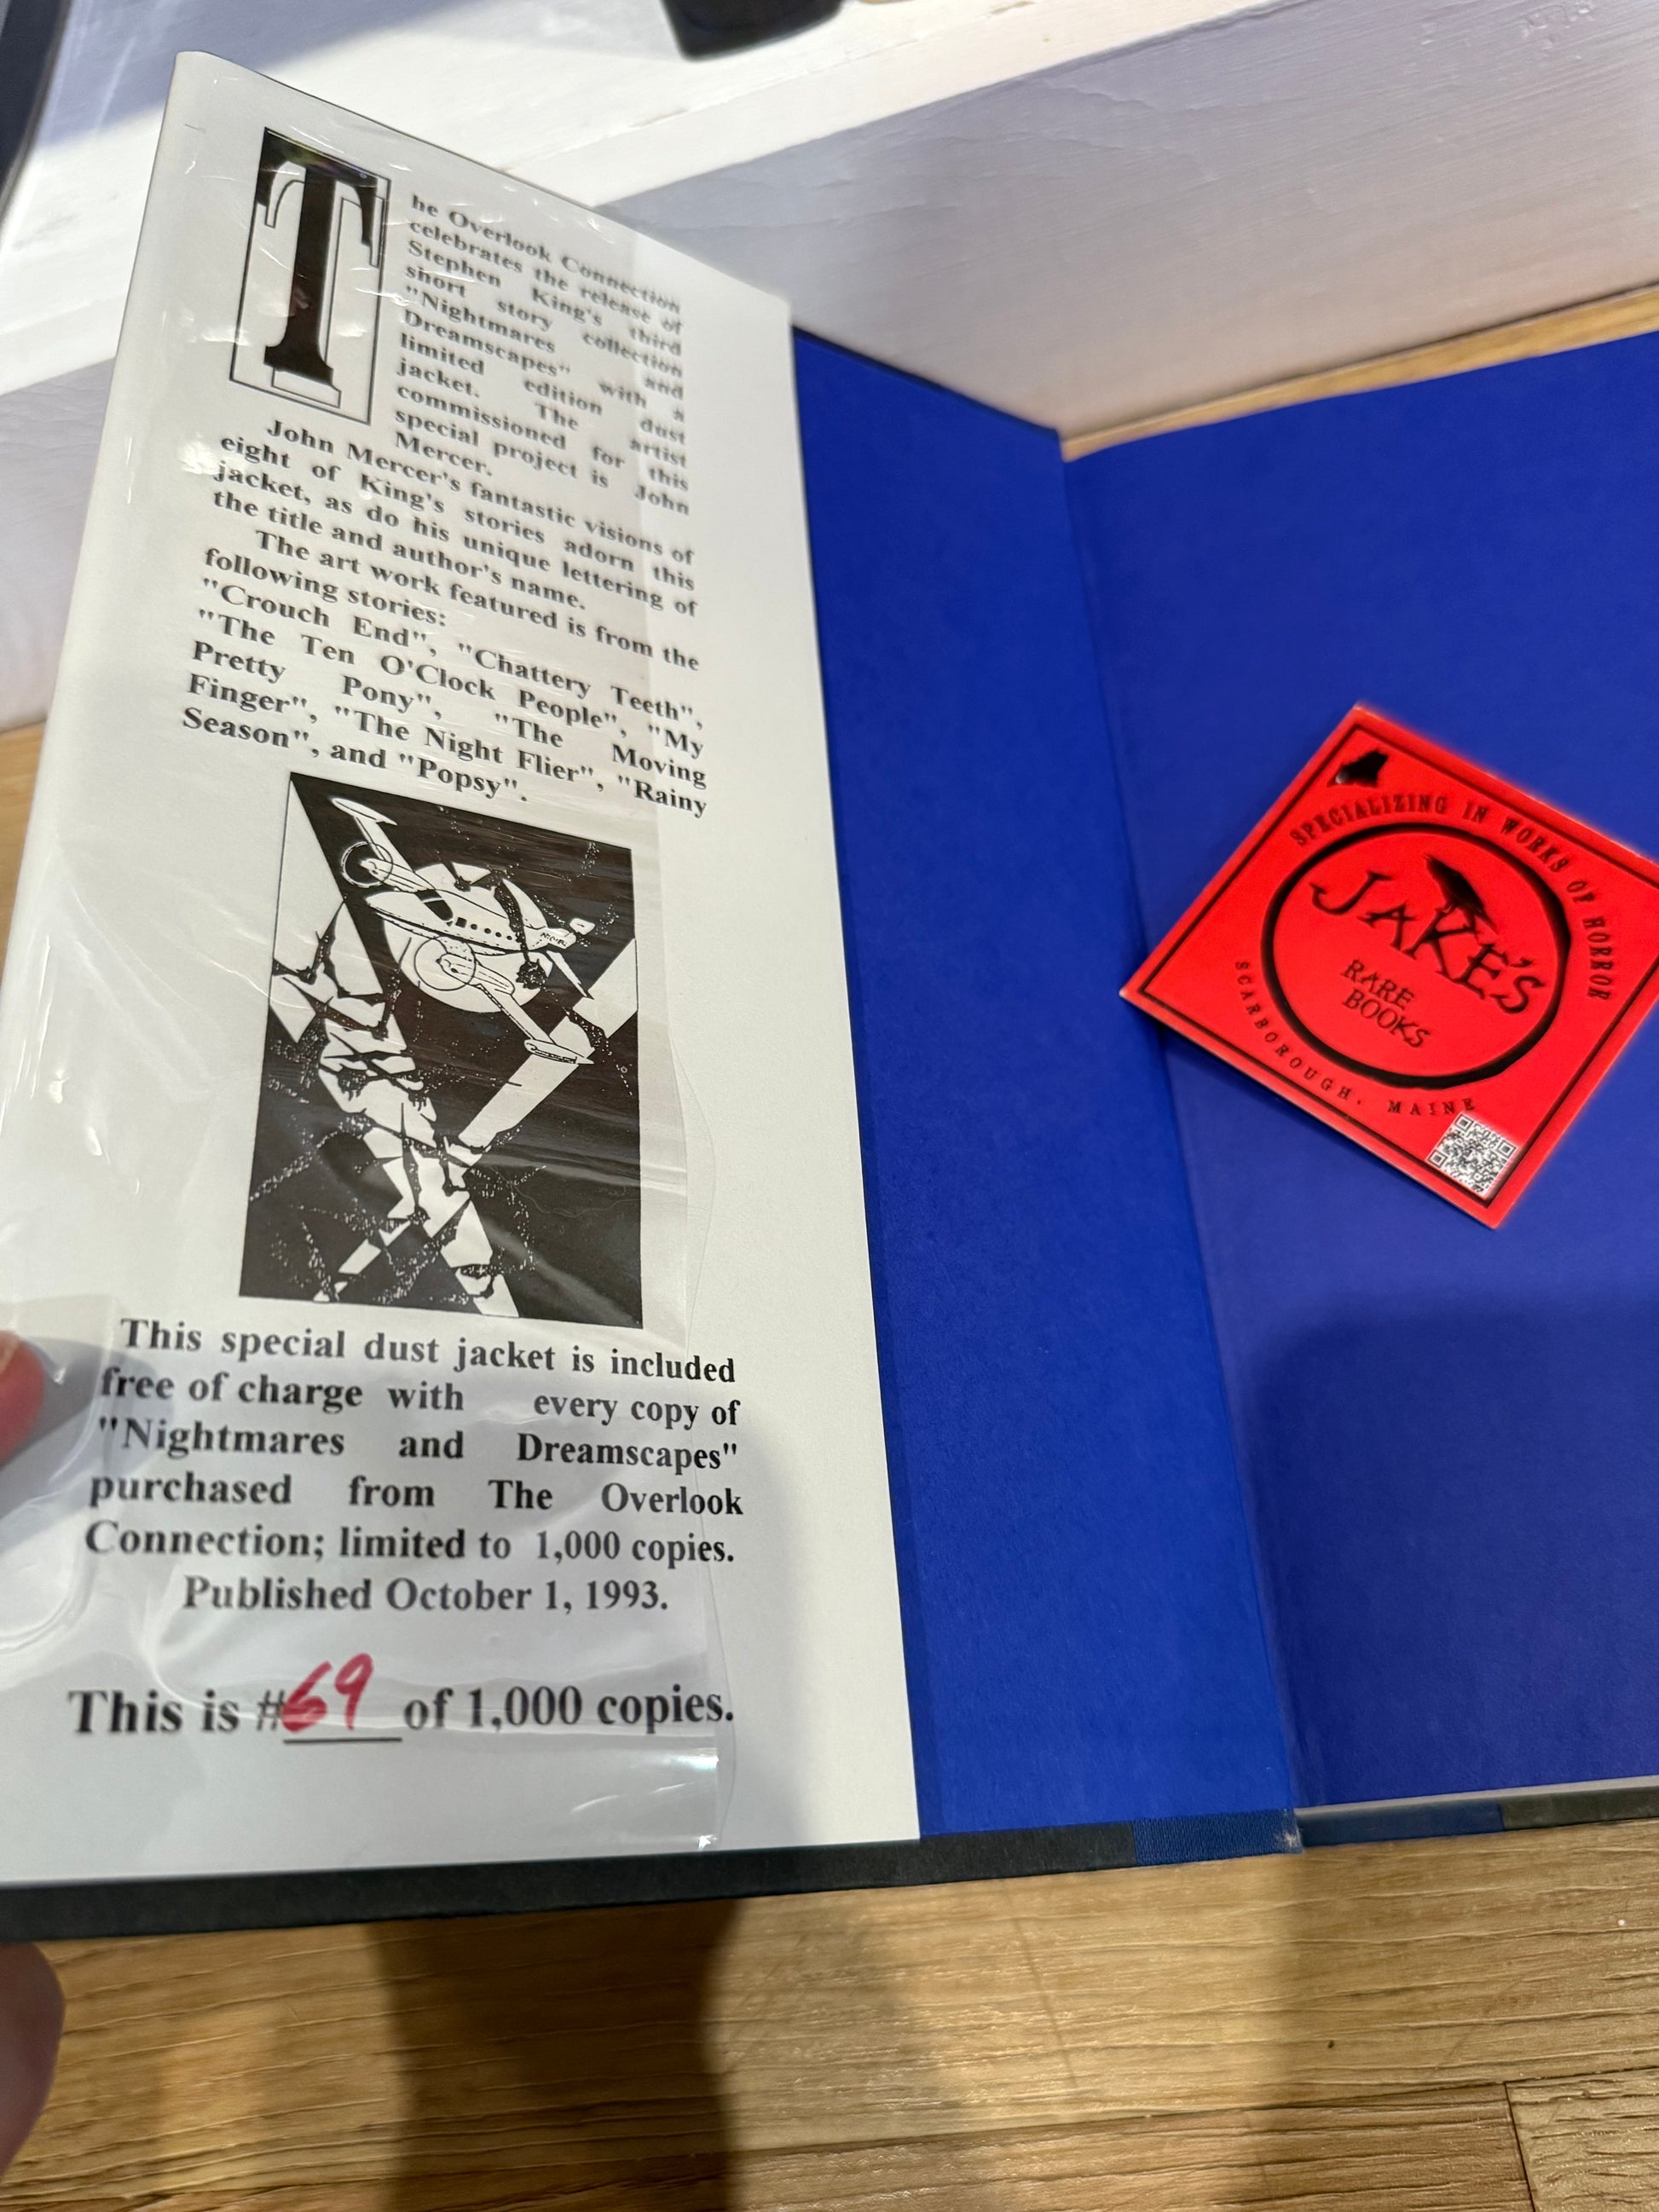 The Overlook Connection
celebrates the release of
Stephen King's third
short story collection
"Nightmares and
Dreamscapes" with a
limited edition dust
jacket. The artist
commissioned for this
special project is John
Mercer.
John Mercer's fantastic visions of
eight of King's stories adorn this
jacket, as do his unique lettering of
the title and author's name.
The art work featured is from the
following stories:
"Crouch End", "Chattery Teeth",
"The Ten O'Clock People", "My
Pretty Pony", "The Moving
Finger", "The Night Flier", "Rainy
Season", and "Popsy".
This special dust jacket is included
free of charge with every copy of
"Nightmares and Dreamscapes"
purchased from The Overlook
Connection; limited to 1,000 copies.
Published October 1, 1993.
This is #69 of 1,000 copies.
SPECIALIZING IN WORKS OF HORROR
JAKE'S
RARE
BOOKS
SCARBOROUGH, MAINE